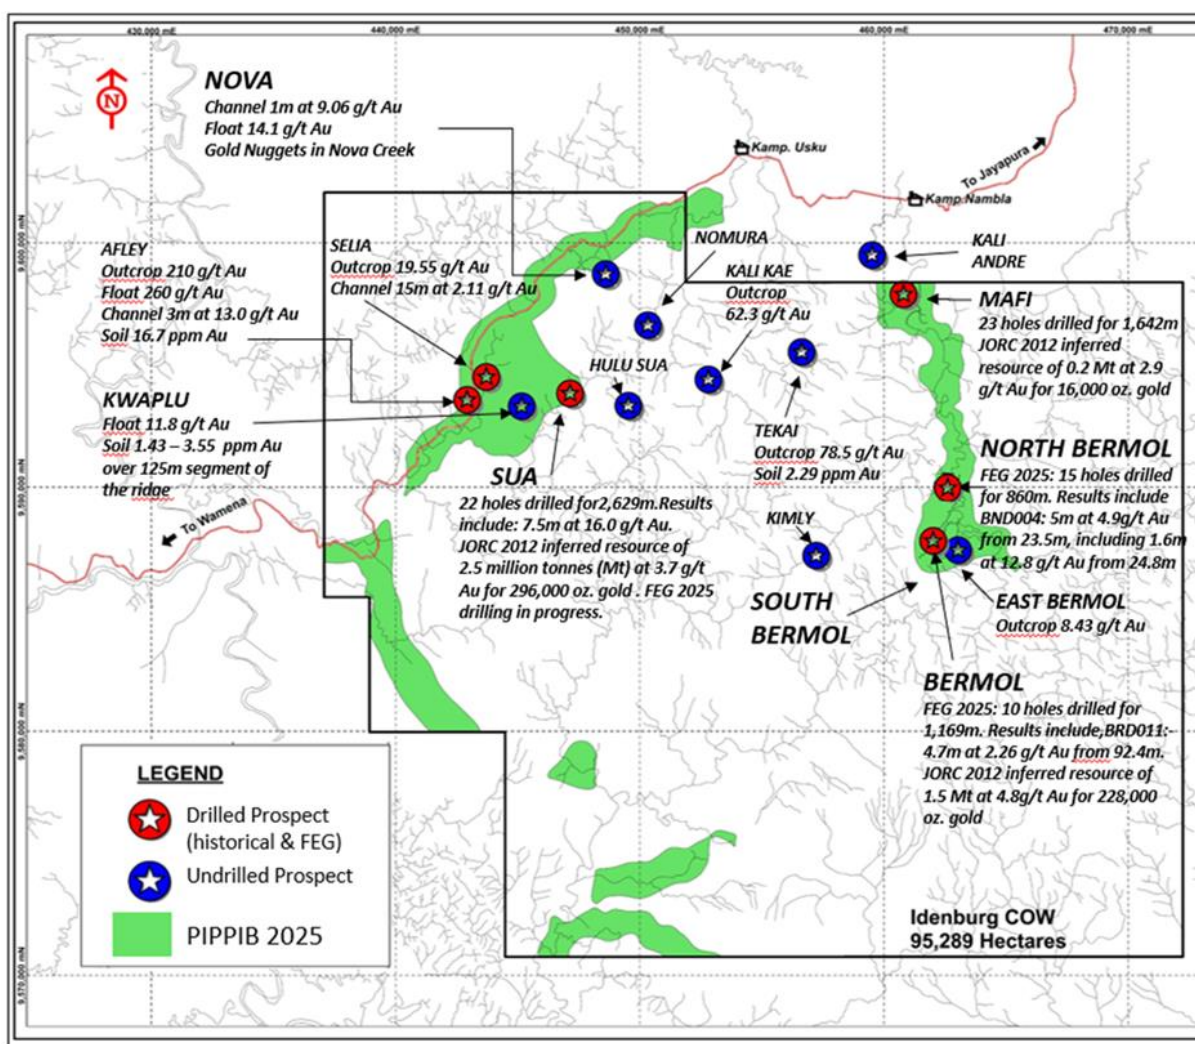 430,000 mE
440,000 mE
450,000 mE
460,000 mE
470,000 mE
N
NOVA
Channel 1m at 9.06 g/t Au
Float 14.1 g/t Au
Gold Nuggets in Nova Creek
Kamp. Usku
To Jayapura
Kamp Nambla
9,600,000 mN
AFLEY
Outcrop 210 g/t Au
Float 260 g/t Au
Channel 3m at 13.0 g/t Au
Soil 16.7 ppm Au
SELIA
Outcrop 19.55 g/t Au
Channel 15m at 2.11 g/t Au
NOMURA
KALI KAE
Outcrop
62.3 g/t Au
KALI
ANDRE
MAFI
23 holes drilled for 1,642m
JORC 2012 inferred
resource of 0.2 Mt at 2.9
g/t Au for 16,000 oz. gold
HULU SUA
KWAPLU
Float 11.8 g/t Au
Soil 1.43 – 3.55 ppm Au
over 125m segment of
the ridge
TEKAI
Outcrop 78.5 g/t Au
Soil 2.29 ppm Au
NORTH BERMOL
FEG 2025: 15 holes drilled
for 860m. Results include
BND004: 5m at 4.9g/t Au
from 23.5m, including 1.6m
at 12.8 g/t Au from 24.8m
SUA
22 holes drilled for2,629m.Results
include: 7.5m at 16.0 g/t Au.
JORC 2012 inferred resource of
2.5 million tonnes (Mt) at 3.7 g/t
Au for 296,000 oz. gold . FEG 2025
drilling in progress.
9,590,000 mN
To Wamena
KIMLY
SOUTH
BERMOL
EAST BERMOL
Outcrop 8.43 g/t Au
BERMOL
FEG 2025: 10 holes drilled for
1,169m. Results include,BRD011:-
4.7m at 2.26 g/t Au from 92.4m.
JORC 2012 inferred resource of
1.5 Mt at 4.8g/t Au for 228,000
oz. gold
9,580,000 mN
LEGEND
Drilled Prospect
(historical & FEG)
Undrilled Prospect
PIPPIB 2025
Idenburg COW
95,289 Hectares
9,570,000 mN